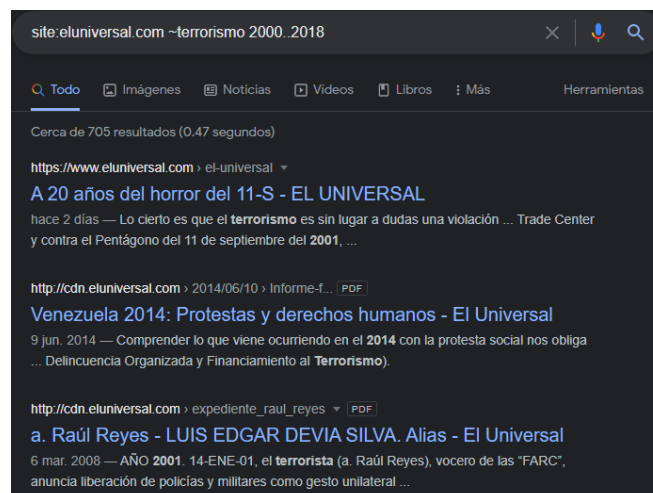 site:eluniversal.com ~terrorismo 2000..2018
Todo Imágenes Noticias Videos Libros Más Herramientas
Cerca de 705 resultados (0.47 segundos)
https://www.eluniversal.com › el-universal
A 20 años del horror del 11-S - EL UNIVERSAL
hace 2 días — Lo cierto es que el terrorismo es sin lugar a dudas una violación ... Trade Center
y contra el Pentágono del 11 de septiembre del 2001, ...
http://cdn.eluniversal.com › 2014/06/10 › Informe-f... PDF
Venezuela 2014: Protestas y derechos humanos - El Universal
9 jun. 2014 — Comprender lo que viene ocurriendo en el 2014 con la protesta social nos obliga
... Delincuencia Organizada y Financiamiento al Terrorismo).
http://cdn.eluniversal.com › expediente_raul_reyes PDF
a. Raúl Reyes - LUIS EDGAR DEVIA SILVA. Alias - El Universal
6 mar. 2008 — AÑO 2001. 14-ENE-01, el terrorista (a. Raúl Reyes), vocero de las “FARC”,
anuncia liberación de policías y militares como gesto unilateral ...